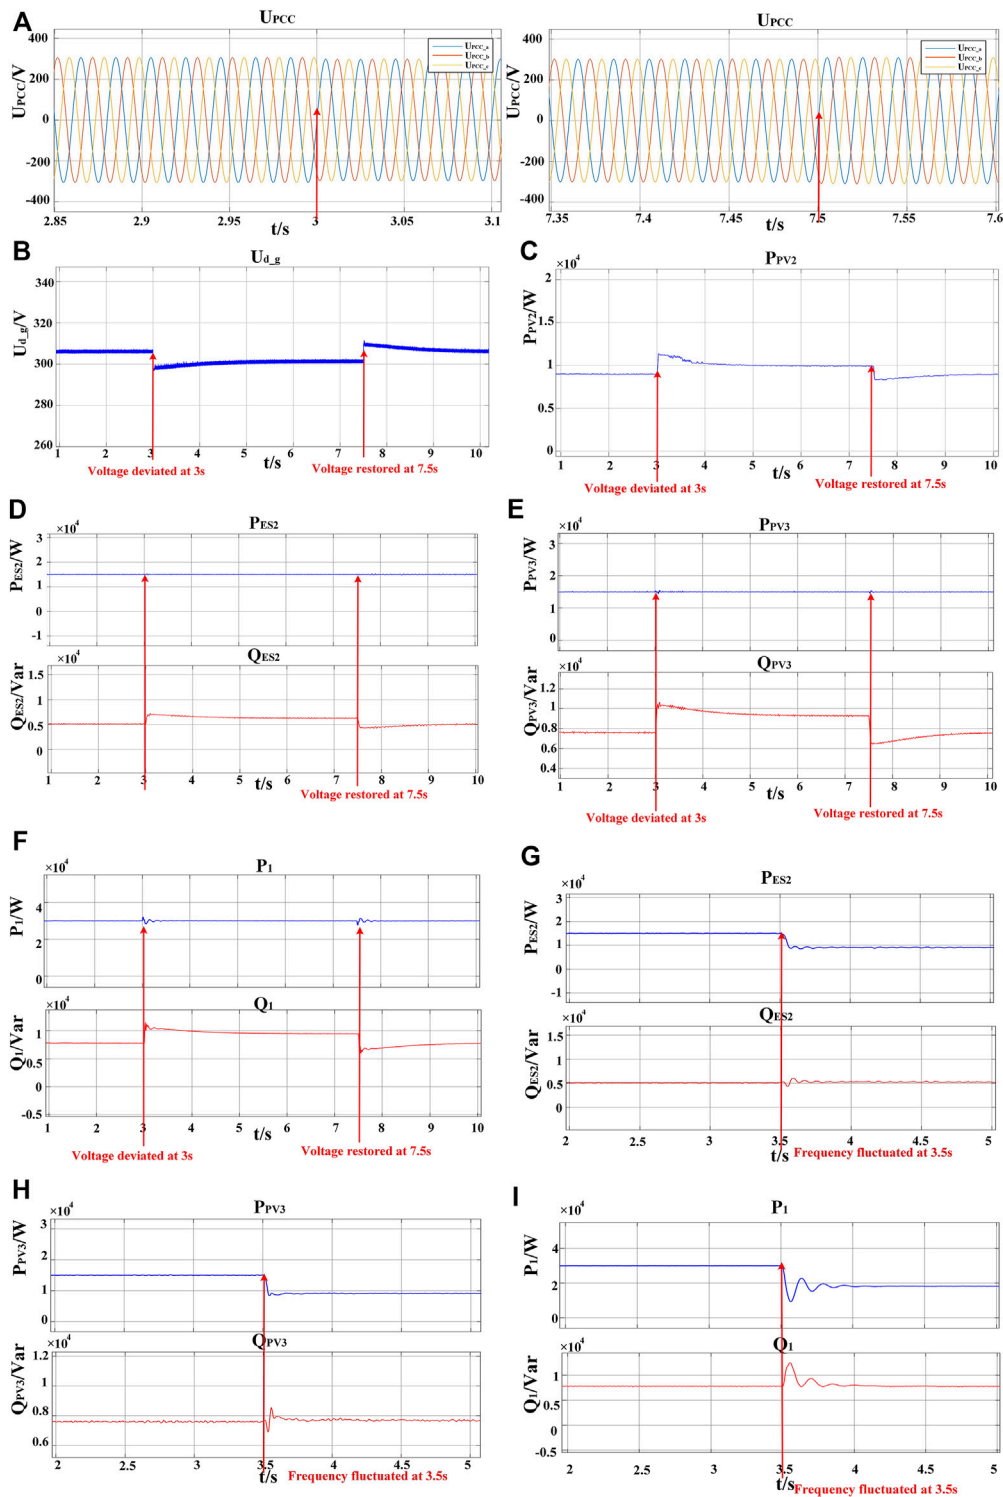 A
UPCC
UPCC/V
400
200
0
-200
-400
UPCC_a
UPCC_b
UPCC_c
2.85
2.9
2.95
3
3.05
3.1
t/s
UPCC
UPCC/V
400
200
0
-200
-400
UPCC_a
UPCC_b
UPCC_c
7.35
7.4
7.45
7.5
7.55
7.6
t/s
B
Ud_g
Ud_g/V
340
320
300
280
260
1 2 3 4 5 6 7 8 9 10
t/s
Voltage deviated at 3s
Voltage restored at 7.5s
C
PPV2
×10⁴
PPV2/W
2
1.5
1
0.5
0
1 2 3 4 5 6 7 8 9 10
t/s
Voltage deviated at 3s
Voltage restored at 7.5s
D
PES2
×10⁴
PES2/W
3
2
1
0
-1
QES2
×10⁴
QES2/Var
1.5
1
0.5
0
1 2 3 4 5 6 7 8 9 10
t/s
Voltage restored at 7.5s
E
PPV3
×10⁴
PPV3/W
3
2
1
0
QPV3
×10⁴
QPV3/Var
1.2
1
0.8
0.6
0.4
1 2 3 4 5 6 7 8 9 10
t/s
Voltage deviated at 3s
Voltage restored at 7.5s
F
P1
×10⁴
P1/W
4
2
0
Q1
×10⁴
Q1/Var
1
0.5
0
-0.5
1 2 3 4 5 6 7 8 9 10
t/s
Voltage deviated at 3s
Voltage restored at 7.5s
G
PES2
×10⁴
PES2/W
3
2
1
0
-1
QES2
×10⁴
QES2/Var
1.5
1
0.5
0
2 2.5 3 3.5 4 4.5 5
t/s
Frequency fluctuated at 3.5s
H
PPV3
×10⁴
PPV3/W
3
2
1
0
QPV3
×10⁴
QPV3/Var
1.2
1
0.8
0.6
2 2.5 3 3.5 4 4.5 5
t/s
Frequency fluctuated at 3.5s
I
P1
×10⁴
P1/W
4
2
0
Q1
×10⁴
Q1/Var
1
0.5
0
-0.5
2 2.5 3 3.5 4 4.5 5
t/s
Frequency fluctuated at 3.5s